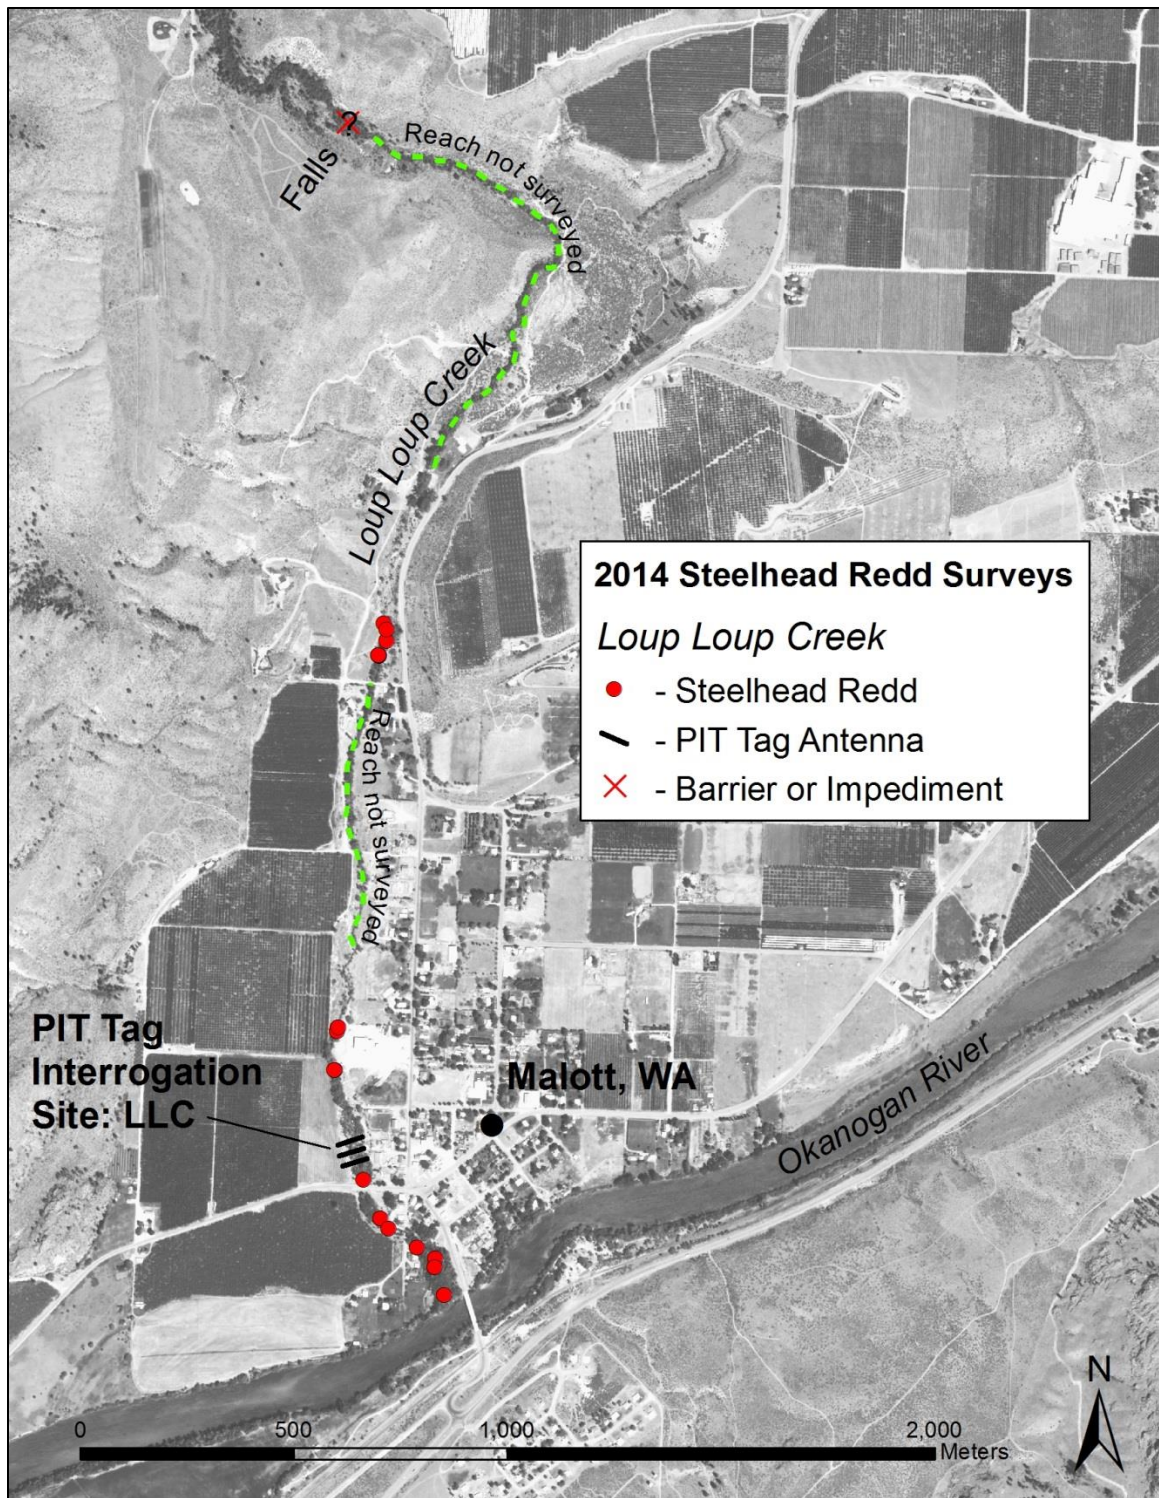 ?
Falls
Reach not surveyed
Loup Loup Creek
2014 Steelhead Redd Surveys
Loup Loup Creek
- Steelhead Redd
- PIT Tag Antenna
- Barrier or Impediment
Reach not surveyed
PIT Tag
Interrogation
Site: LLC
Malott, WA
Okanogan River
N
0 500 1,000 2,000
Meters